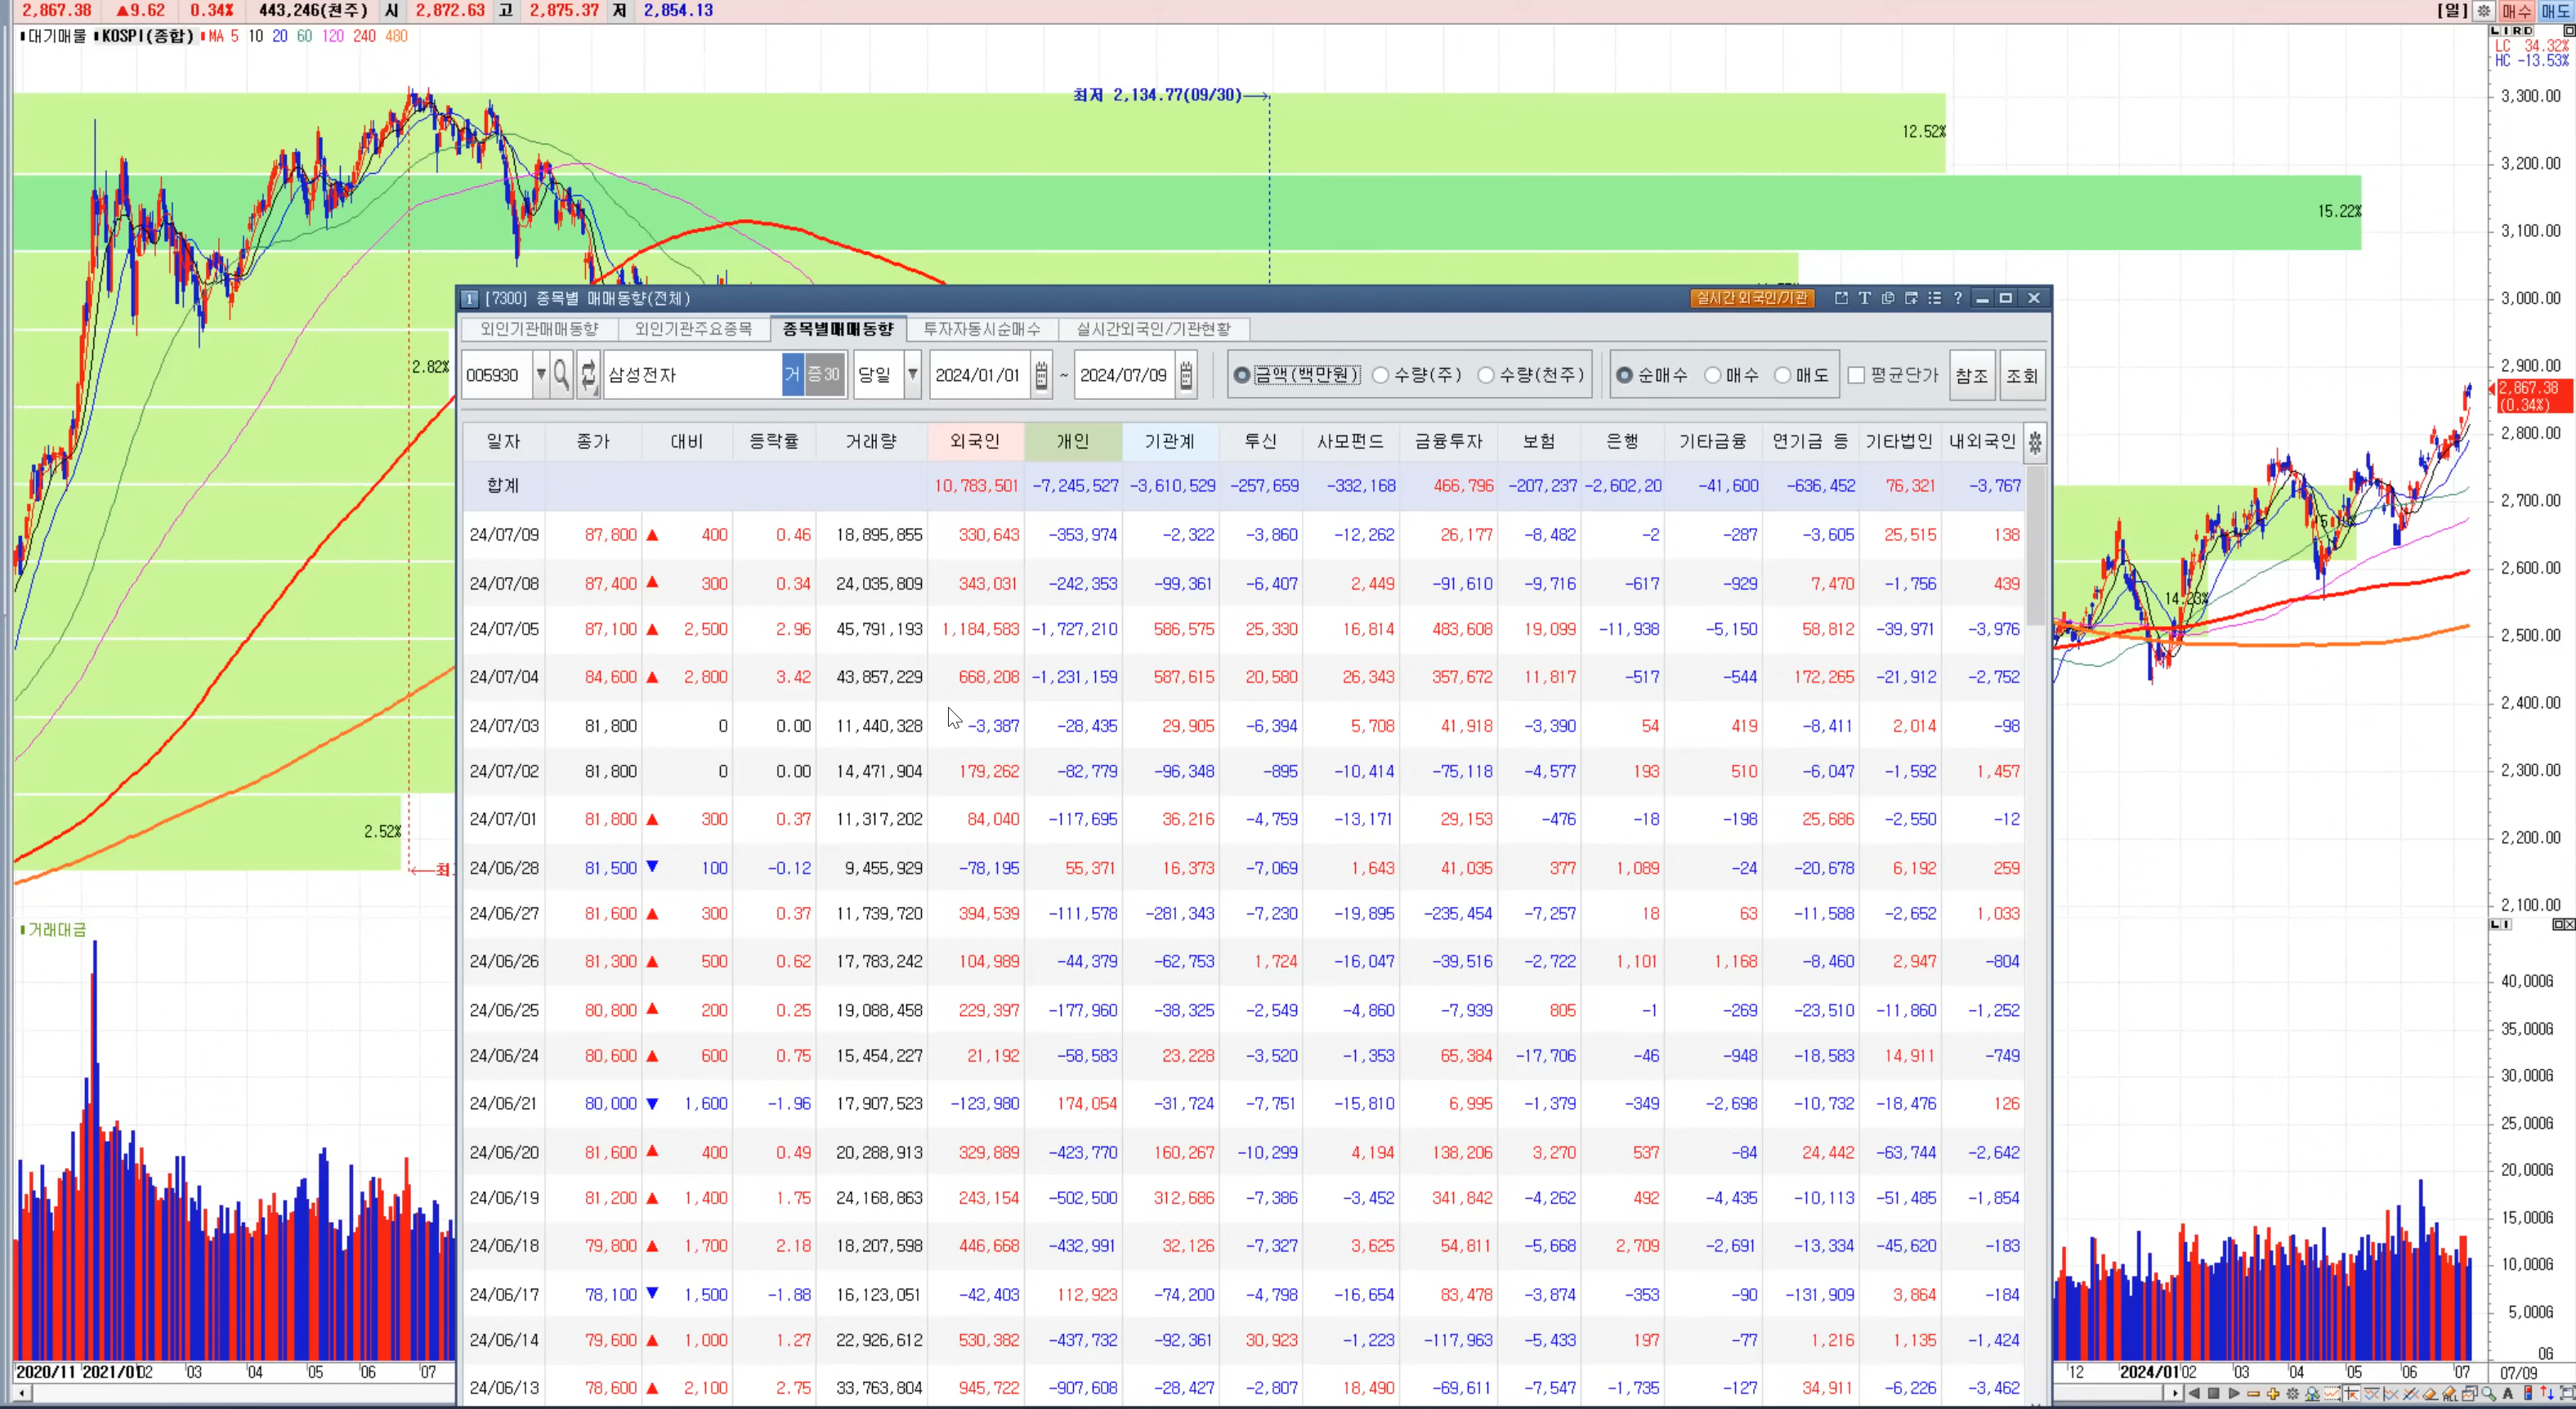 2,867.38 ▲9.62 0.34% 443,246(천주) 시 2,872.63 고 2,875.37 저 2,854.13 [일] 매수 매도
대기매물 KOSPI(종합) MA 5 10 20 60 120 240 480
LC 34.32%
HC -13.53%
최저 2,134.77(09/30)→
12.52%
15.22%
2.82%
2.52%
14.23%
3,300.00
3,200.00
3,100.00
3,000.00
2,900.00
2,867.38
(0.34%)
2,800.00
2,700.00
2,600.00
2,500.00
2,400.00
2,300.00
2,200.00
2,100.00
1 [7300] 종목별 매매동향(전체) 실시간 외국인/기관
외인기관매매동향 외인기관주요종목 종목별매매동향 투자자동시순매수 실시간외국인/기관현황
005930 삼성전자 거 증30 당일 2024/01/01 ~ 2024/07/09 금액(백만원) 수량(주) 수량(천주) 순매수 매수 매도 평균단가 참조 조회
일자 종가 대비 등락률 거래량 외국인 개인 기관계 투신 사모펀드 금융투자 보험 은행 기타금융 연기금 등 기타법인 내외국인
합계 10,783,501 -7,245,527 -3,610,529 -257,659 -332,168 466,796 -207,237 -2,602,20 -41,600 -636,452 76,321 -3,767
24/07/09 87,800 ▲ 400 0.46 18,895,855 330,643 -353,974 -2,322 -3,860 -12,262 26,177 -8,482 -2 -287 -3,605 25,515 138
24/07/08 87,400 ▲ 300 0.34 24,035,809 343,031 -242,353 -99,361 -6,407 2,449 -91,610 -9,716 -617 -929 7,470 -1,756 439
24/07/05 87,100 ▲ 2,500 2.96 45,791,193 1,184,583 -1,727,210 586,575 25,330 16,814 483,608 19,099 -11,938 -5,150 58,812 -39,971 -3,976
24/07/04 84,600 ▲ 2,800 3.42 43,857,229 668,208 -1,231,159 587,615 20,580 26,343 357,672 11,817 -517 -544 172,265 -21,912 -2,752
24/07/03 81,800 0 0.00 11,440,328 -3,387 -28,435 29,905 -6,394 5,708 41,918 -3,390 54 419 -8,411 2,014 -98
24/07/02 81,800 0 0.00 14,471,904 179,262 -82,779 -96,348 -895 -10,414 -75,118 -4,577 193 510 -6,047 -1,592 1,457
24/07/01 81,800 ▲ 300 0.37 11,317,202 84,040 -117,695 36,216 -4,759 -13,171 29,153 -476 -18 -198 25,686 -2,550 -12
24/06/28 81,500 ▼ 100 -0.12 9,455,929 -78,195 55,371 16,373 -7,069 1,643 41,035 377 1,089 -24 -20,678 6,192 259
24/06/27 81,600 ▲ 300 0.37 11,739,720 394,539 -111,578 -281,343 -7,230 -19,895 -235,454 -7,257 18 63 -11,588 -2,652 1,033
24/06/26 81,300 ▲ 500 0.62 17,783,242 104,989 -44,379 -62,753 1,724 -16,047 -39,516 -2,722 1,101 1,168 -8,460 2,947 -804
24/06/25 80,800 ▲ 200 0.25 19,088,458 229,397 -177,960 -38,325 -2,549 -4,860 -7,939 805 -1 -269 -23,510 -11,860 -1,252
24/06/24 80,600 ▲ 600 0.75 15,454,227 21,192 -58,583 23,228 -3,520 -1,353 65,384 -17,706 -46 -948 -18,583 14,911 -749
24/06/21 80,000 ▼ 1,600 -1.96 17,907,523 -123,980 174,054 -31,724 -7,751 -15,810 6,995 -1,379 -349 -2,698 -10,732 -18,476 126
24/06/20 81,600 ▲ 400 0.49 20,288,913 329,889 -423,770 160,267 -10,299 4,194 138,206 3,270 537 -84 24,442 -63,744 -2,642
24/06/19 81,200 ▲ 1,400 1.75 24,168,863 243,154 -502,500 312,686 -7,386 -3,452 341,842 -4,262 492 -4,435 -10,113 -51,485 -1,854
24/06/18 79,800 ▲ 1,700 2.18 18,207,598 446,668 -432,991 32,126 -7,327 3,625 54,811 -5,668 2,709 -2,691 -13,334 -45,620 -183
24/06/17 78,100 ▼ 1,500 -1.88 16,123,051 -42,403 112,923 -74,200 -4,798 -16,654 83,478 -3,874 -353 -90 -131,909 3,864 -184
24/06/14 79,600 ▲ 1,000 1.27 22,926,612 530,382 -437,732 -92,361 30,923 -1,223 -117,963 -5,433 197 -77 1,216 1,135 -1,424
24/06/13 78,600 ▲ 2,100 2.75 33,763,804 945,722 -907,608 -28,427 -2,807 18,490 -69,611 -7,547 -1,735 -127 34,911 -6,226 -3,462
거래대금
40,000G
35,000G
30,000G
25,000G
20,000G
15,000G
10,000G
5,000G
0G
2020/11 2021/01 02 03 04 05 06 07 12 2024/01 02 03 04 05 06 07 07/09